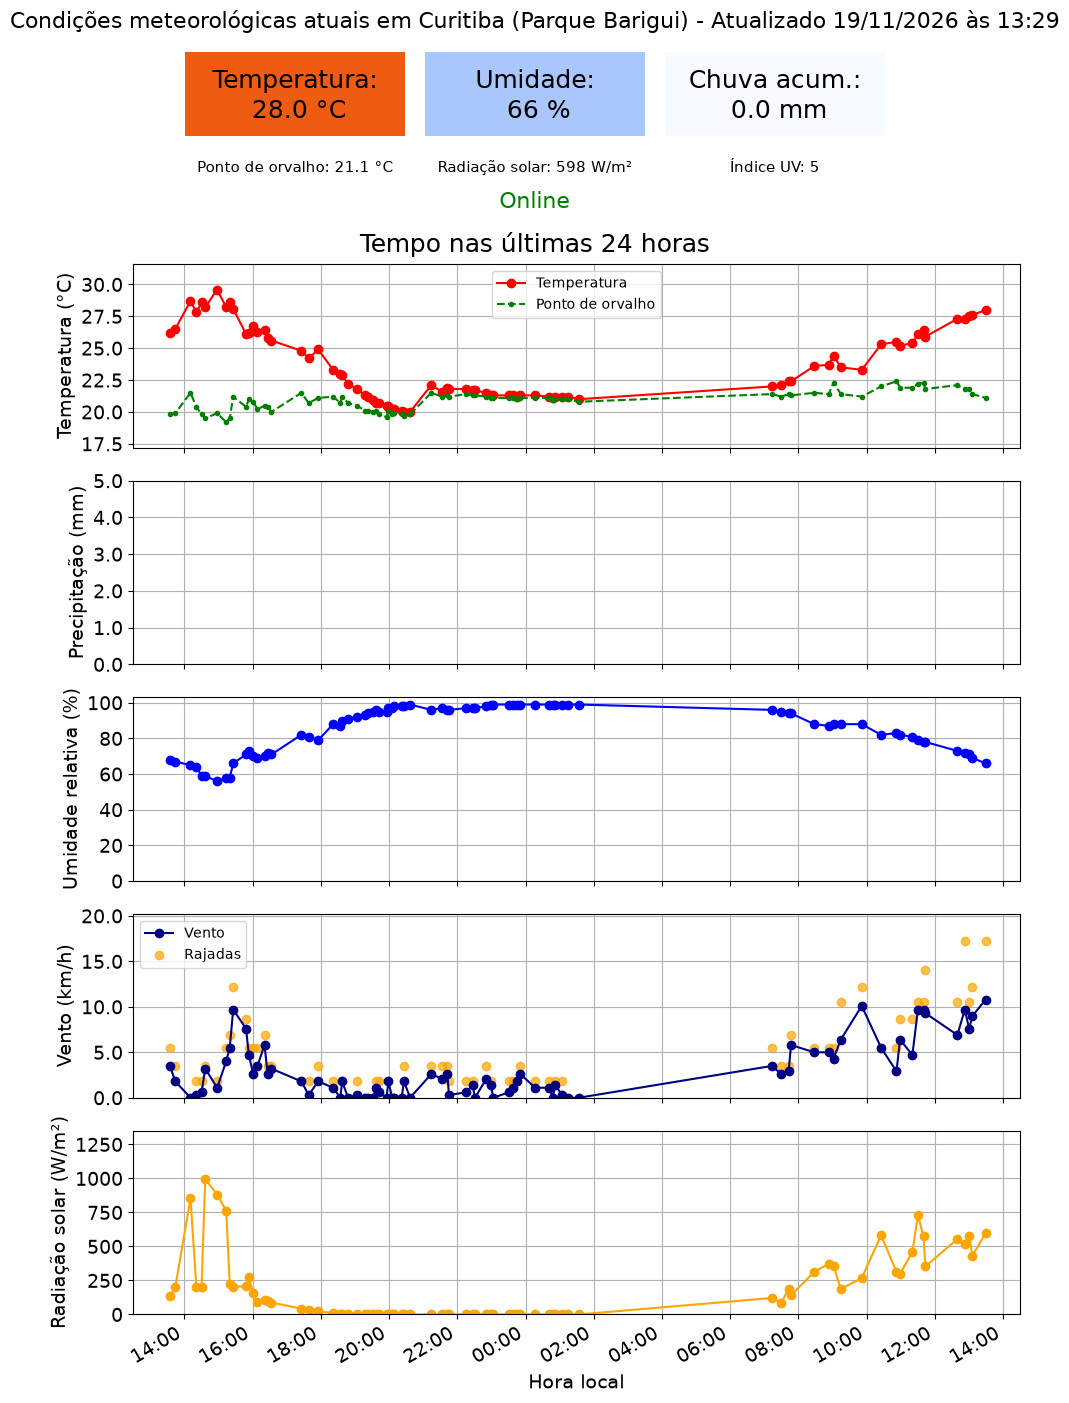 Condições meteorológicas atuais em Curitiba (Parque Barigui) - Atualizado 19/11/2026 às 13:29
Temperatura:
28.0 °C
Umidade:
66 %
Chuva acum.:
0.0 mm
Ponto de orvalho: 21.1 °C
Radiação solar: 598 W/m²
Índice UV: 5
Online
Tempo nas últimas 24 horas
Temperatura (°C)
30.0
27.5
25.0
22.5
20.0
17.5
Temperatura
Ponto de orvalho
Precipitação (mm)
5.0
4.0
3.0
2.0
1.0
0.0
Umidade relativa (%)
100
80
60
40
20
0
Vento (km/h)
20.0
15.0
10.0
5.0
0.0
Vento
Rajadas
Radiação solar (W/m²)
1250
1000
750
500
250
0
14:00
16:00
18:00
20:00
22:00
00:00
02:00
04:00
06:00
08:00
10:00
12:00
14:00
Hora local